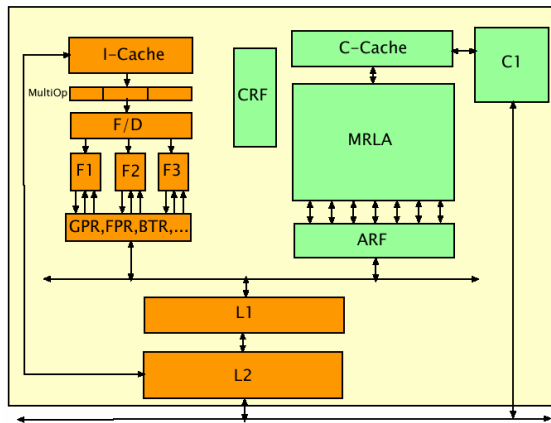 I-Cache
C-Cache
C1
MultiOp
CRF
F/D
MRLA
F1
F2
F3
GPR,FPR,BTR,...
ARF
L1
L2